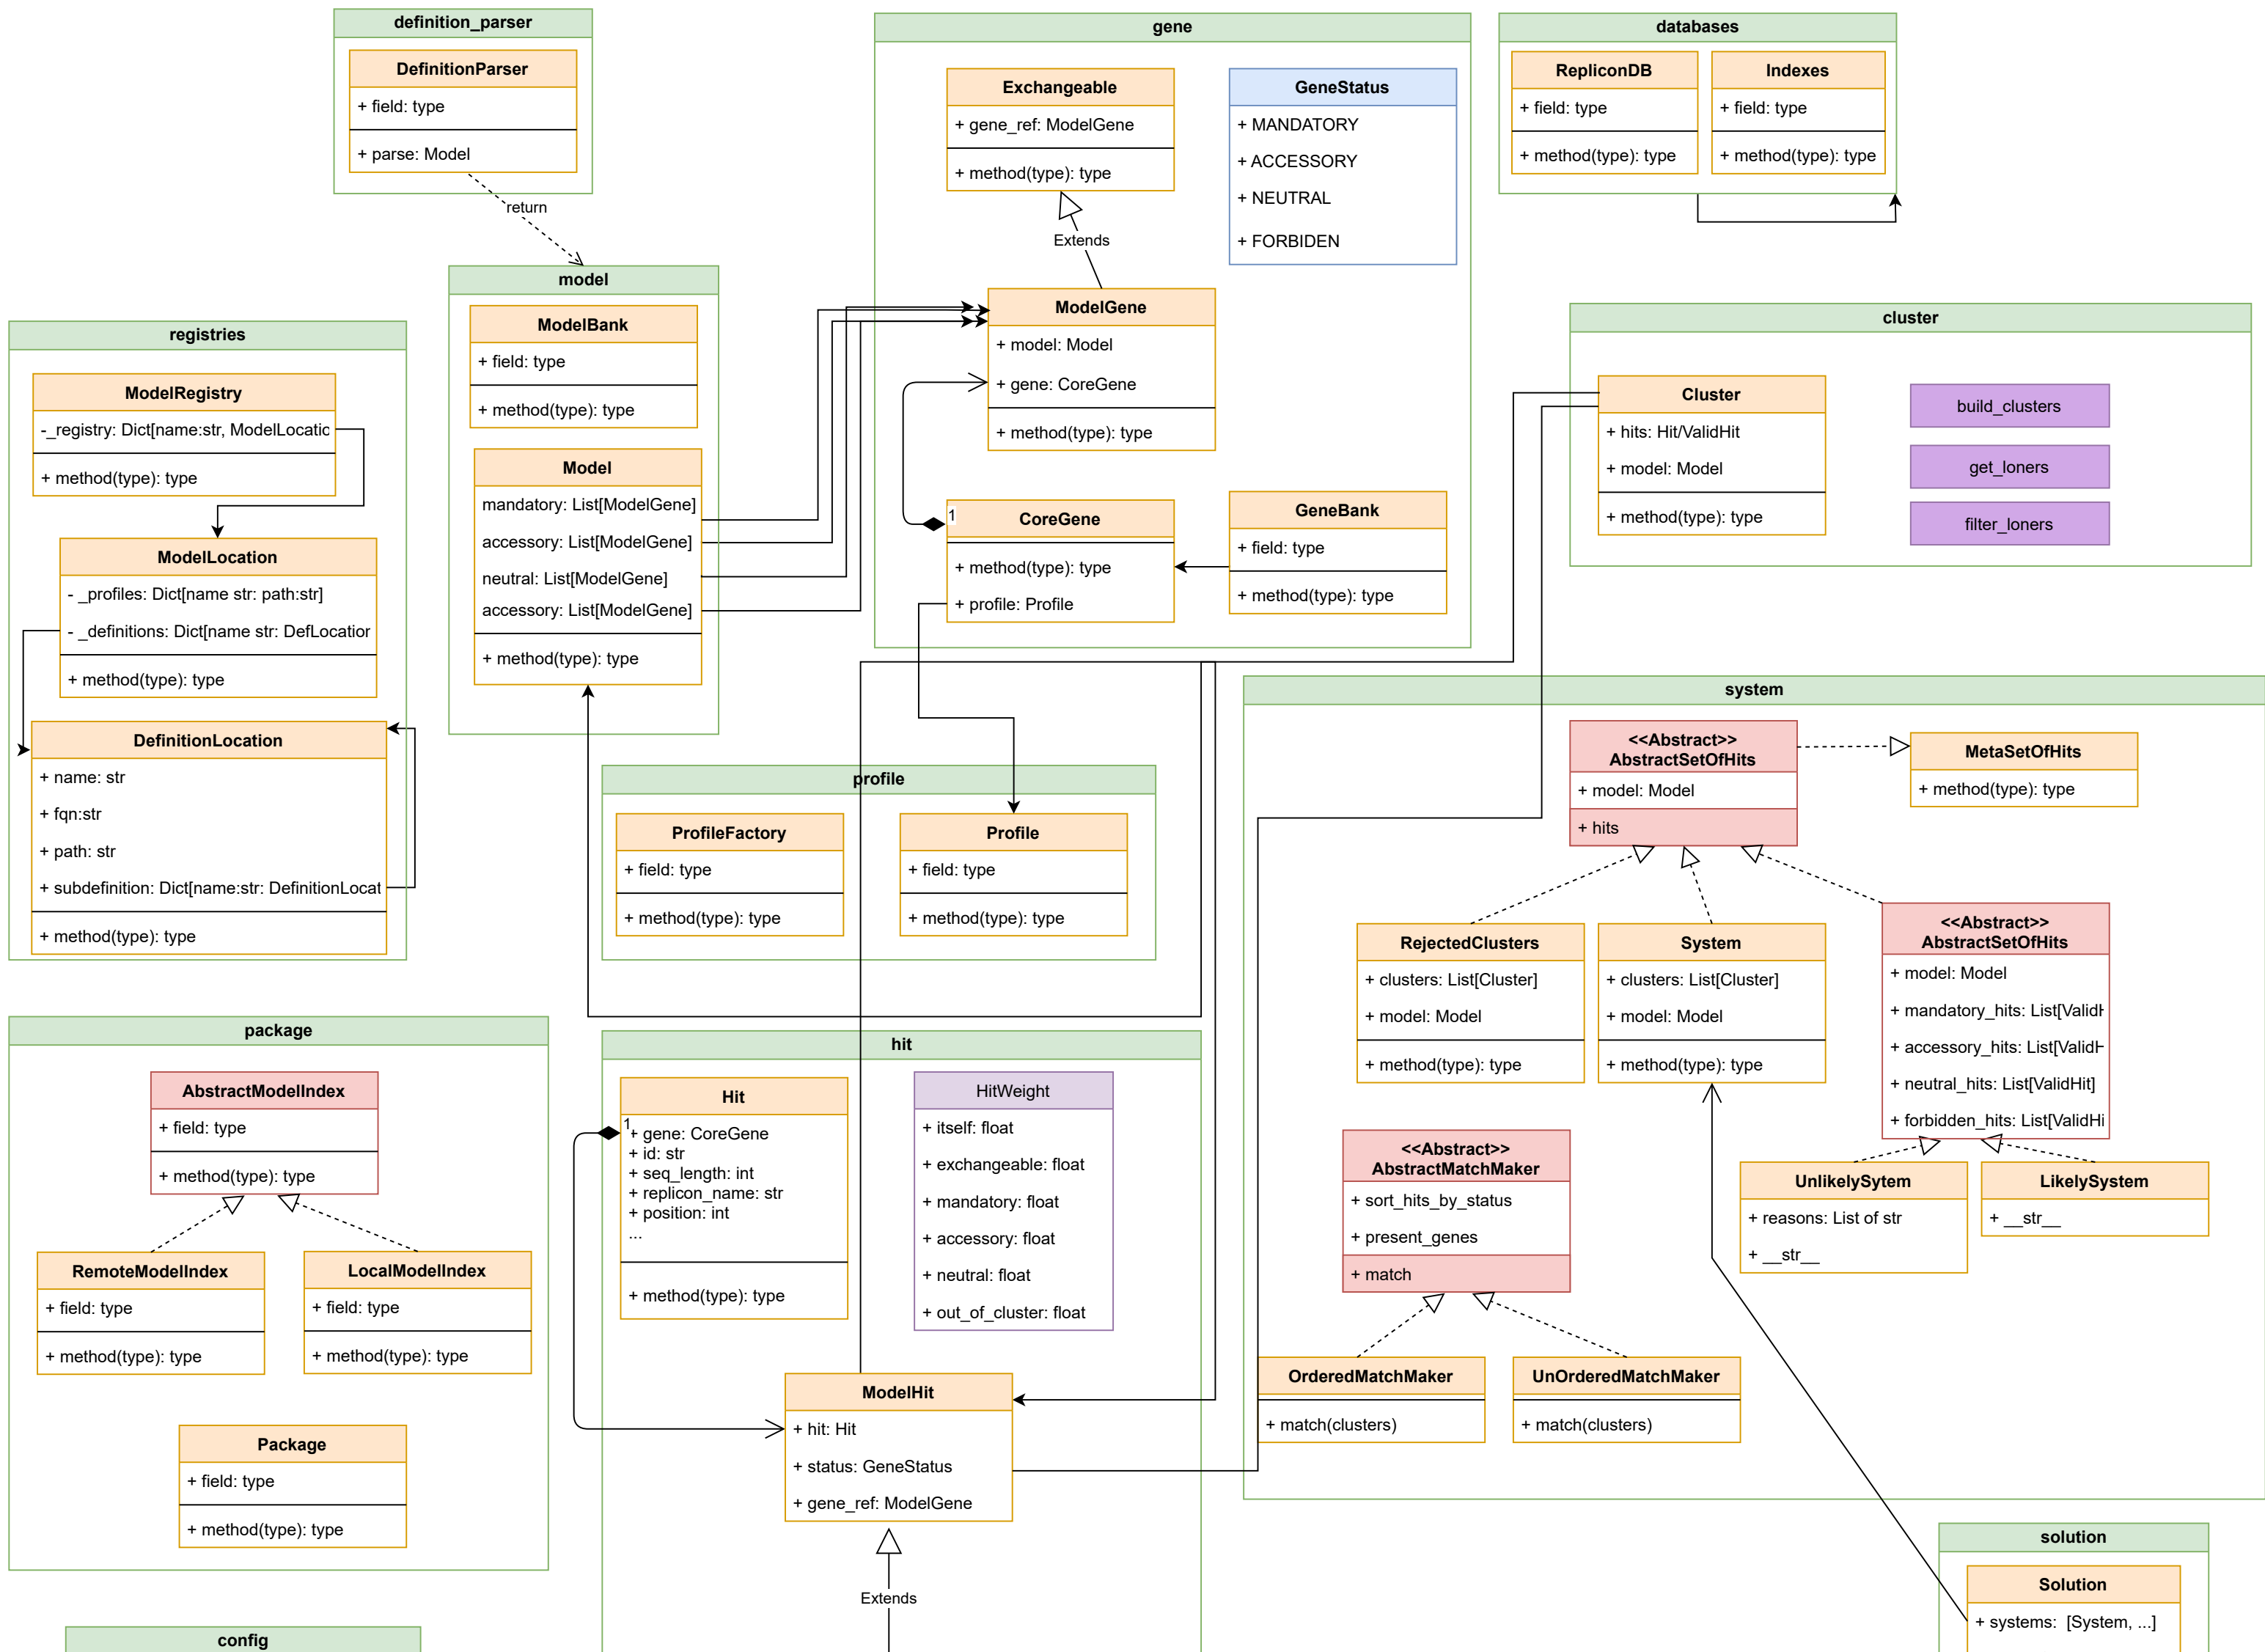 definition_parser
DefinitionParser
+ field: type
+ parse: Model
return
gene
Exchangeable
+ gene_ref: ModelGene
+ method(type): type
GeneStatus
+ MANDATORY
+ ACCESSORY
+ NEUTRAL
+ FORBIDEN
Extends
ModelGene
+ model: Model
+ gene: CoreGene
+ method(type): type
1
CoreGene
+ method(type): type
+ profile: Profile
GeneBank
+ field: type
+ method(type): type
databases
RepliconDB
+ field: type
+ method(type): type
Indexes
+ field: type
+ method(type): type
model
ModelBank
+ field: type
+ method(type): type
Model
mandatory: List[ModelGene]
accessory: List[ModelGene]
neutral: List[ModelGene]
accessory: List[ModelGene]
+ method(type): type
registries
ModelRegistry
-_registry: Dict[name:str, ModelLocatio
+ method(type): type
ModelLocation
- _profiles: Dict[name str: path:str]
- _definitions: Dict[name str: DefLocation
+ method(type): type
DefinitionLocation
+ name: str
+ fqn:str
+ path: str
+ subdefinition: Dict[name:str: DefinitionLocat
+ method(type): type
cluster
Cluster
+ hits: Hit/ValidHit
+ model: Model
+ method(type): type
build_clusters
get_loners
filter_loners
profile
ProfileFactory
+ field: type
+ method(type): type
Profile
+ field: type
+ method(type): type
system
<<Abstract>>
AbstractSetOfHits
+ model: Model
+ hits
MetaSetOfHits
+ method(type): type
RejectedClusters
+ clusters: List[Cluster]
+ model: Model
+ method(type): type
System
+ clusters: List[Cluster]
+ model: Model
+ method(type): type
<<Abstract>>
AbstractSetOfHits
+ model: Model
+ mandatory_hits: List[ValidH
+ accessory_hits: List[ValidH
+ neutral_hits: List[ValidHit]
+ forbidden_hits: List[ValidHi
<<Abstract>>
AbstractMatchMaker
+ sort_hits_by_status
+ present_genes
+ match
UnlikelySytem
+ reasons: List of str
+ __str__
LikelySystem
+ __str__
OrderedMatchMaker
+ match(clusters)
UnOrderedMatchMaker
+ match(clusters)
package
AbstractModelIndex
+ field: type
+ method(type): type
RemoteModelIndex
+ field: type
+ method(type): type
LocalModelIndex
+ field: type
+ method(type): type
Package
+ field: type
+ method(type): type
hit
Hit
1
+ gene: CoreGene
+ id: str
+ seq_length: int
+ replicon_name: str
+ position: int
...
+ method(type): type
HitWeight
+ itself: float
+ exchangeable: float
+ mandatory: float
+ accessory: float
+ neutral: float
+ out_of_cluster: float
ModelHit
+ hit: Hit
+ status: GeneStatus
+ gene_ref: ModelGene
Extends
solution
Solution
+ systems:  [System, ...]
config